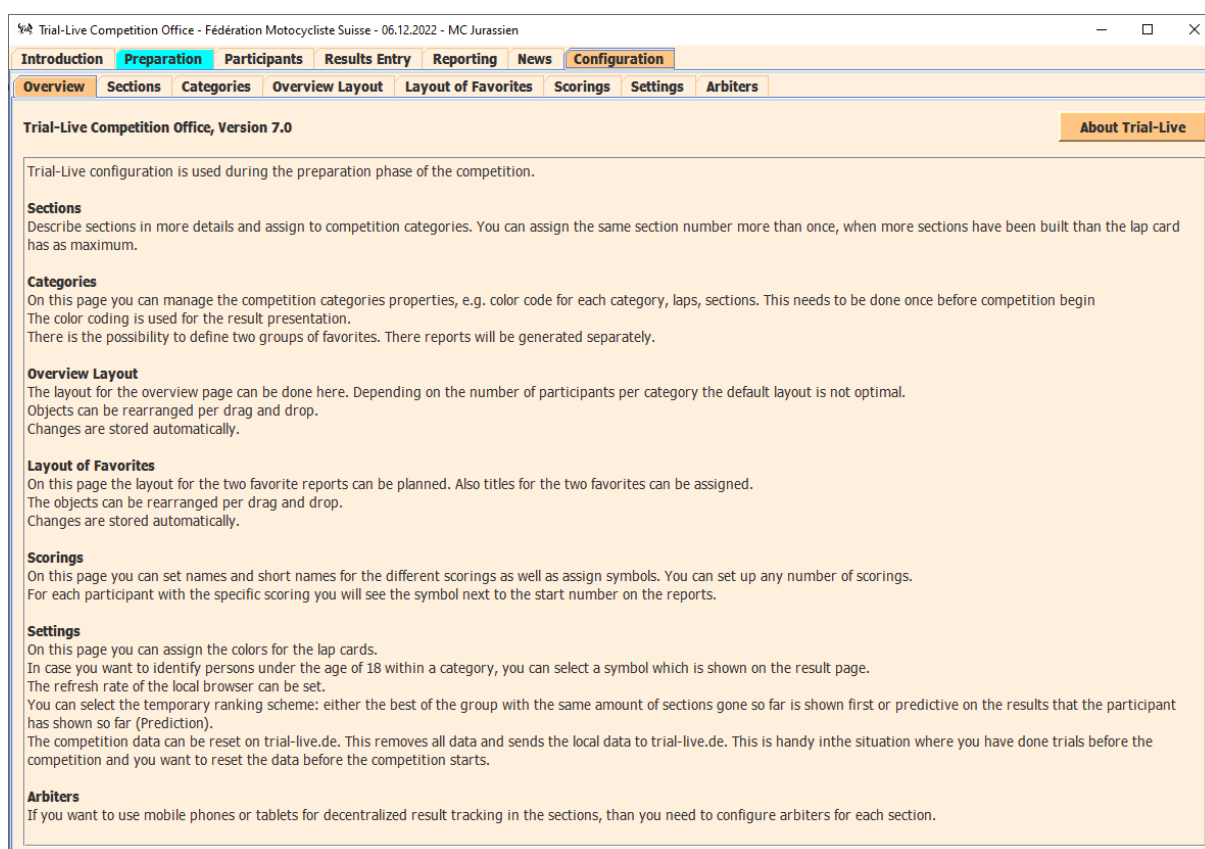 Trial-Live Competition Office - Fédération Motocycliste Suisse - 06.12.2022 - MC Jurassien
Introduction Preparation Participants Results Entry Reporting News Configuration
Overview Sections Categories Overview Layout Layout of Favorites Scorings Settings Arbiters
Trial-Live Competition Office, Version 7.0
About Trial-Live
Trial-Live configuration is used during the preparation phase of the competition.
Sections
Describe sections in more details and assign to competition categories. You can assign the same section number more than once, when more sections have been built than the lap card
has as maximum.
Categories
On this page you can manage the competition categories properties, e.g. color code for each category, laps, sections. This needs to be done once before competition begin
The color coding is used for the result presentation.
There is the possibility to define two groups of favorites. There reports will be generated separately.
Overview Layout
The layout for the overview page can be done here. Depending on the number of participants per category the default layout is not optimal.
Objects can be rearranged per drag and drop.
Changes are stored automatically.
Layout of Favorites
On this page the layout for the two favorite reports can be planned. Also titles for the two favorites can be assigned.
The objects can be rearranged per drag and drop.
Changes are stored automatically.
Scorings
On this page you can set names and short names for the different scorings as well as assign symbols. You can set up any number of scorings.
For each participant with the specific scoring you will see the symbol next to the start number on the reports.
Settings
On this page you can assign the colors for the lap cards.
In case you want to identify persons under the age of 18 within a category, you can select a symbol which is shown on the result page.
The refresh rate of the local browser can be set.
You can select the temporary ranking scheme: either the best of the group with the same amount of sections gone so far is shown first or predictive on the results that the participant
has shown so far (Prediction).
The competition data can be reset on trial-live.de. This removes all data and sends the local data to trial-live.de. This is handy inthe situation where you have done trials before the
competition and you want to reset the data before the competition starts.
Arbiters
If you want to use mobile phones or tablets for decentralized result tracking in the sections, than you need to configure arbiters for each section.